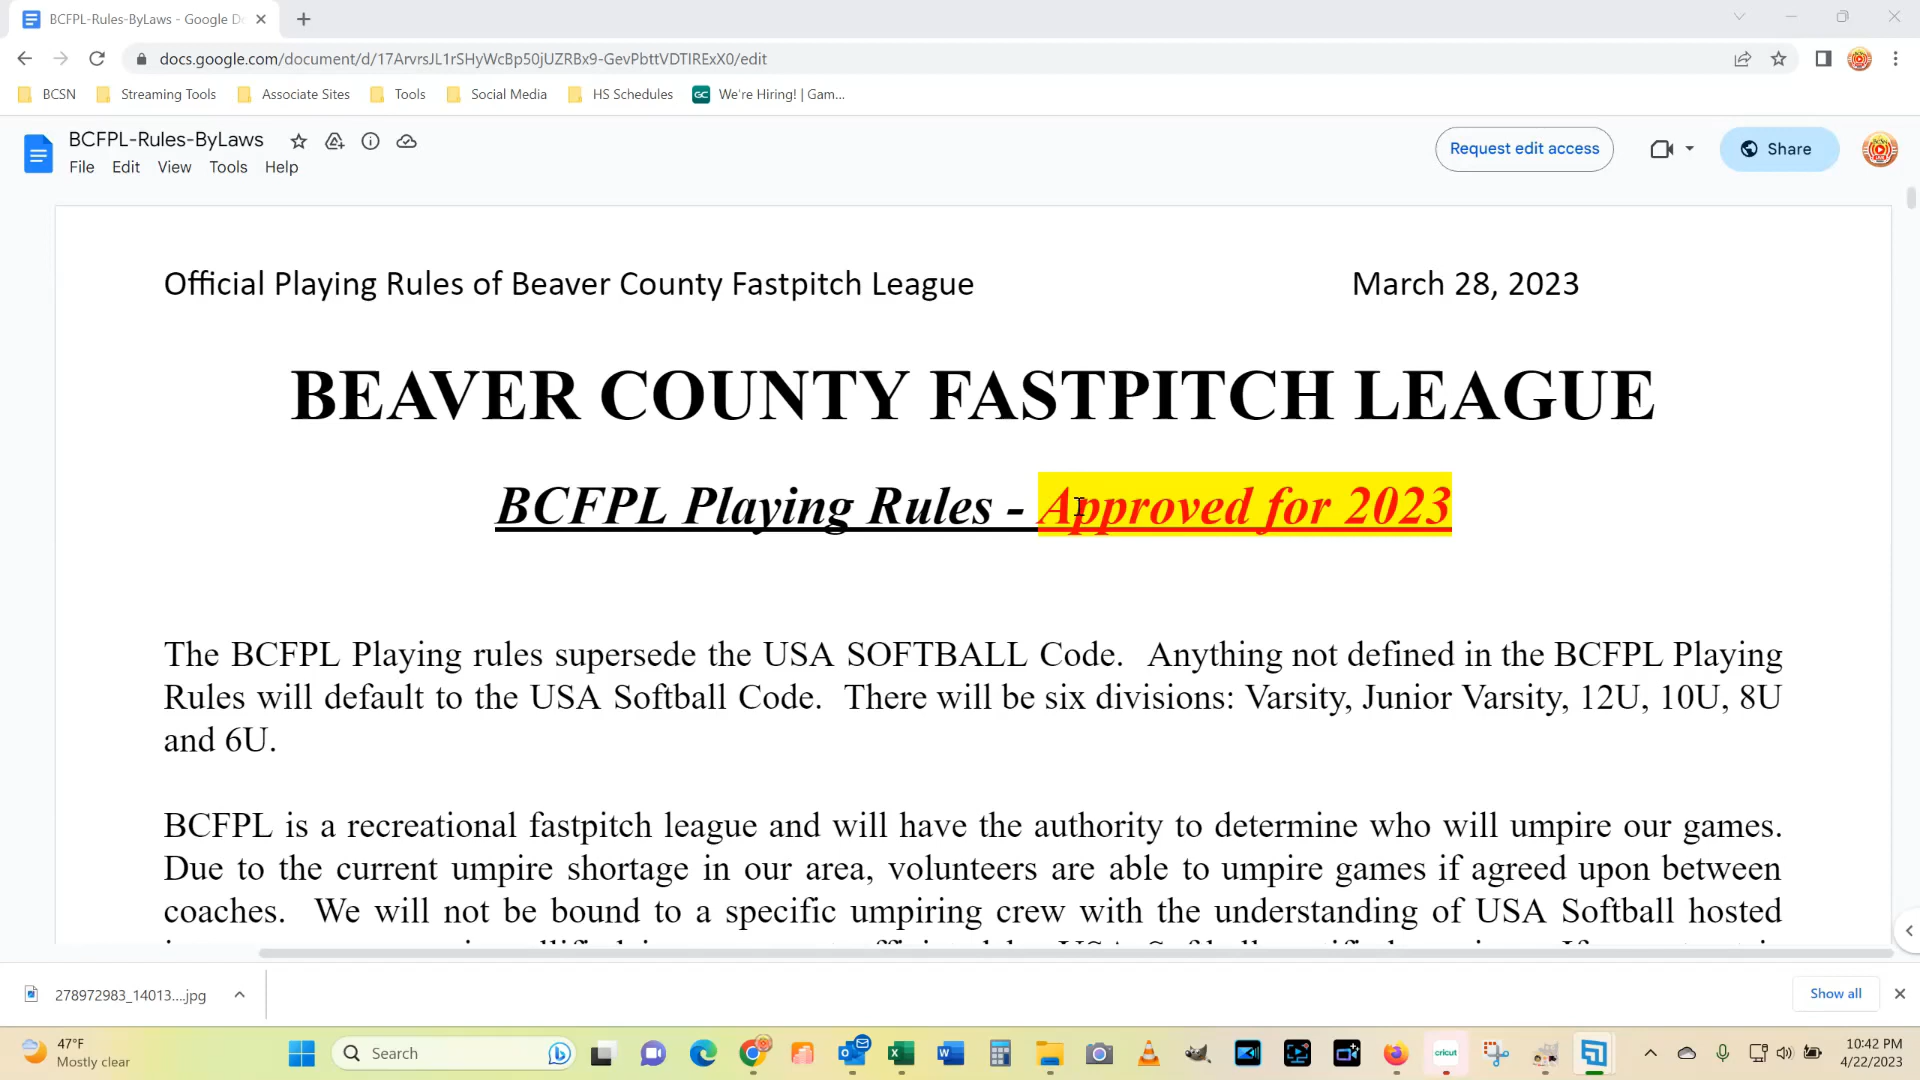 BCFPL-Rules-ByLaws - Google D
docs.google.com/document/d/17ArvrsJL1rSHyWcBp50jUZRBx9-GevPbttVDTIRExX0/edit
BCSN Streaming Tools Associate Sites Tools Social Media HS Schedules GC We're Hiring! | Gam...
BCFPL-Rules-ByLaws
File Edit View Tools Help
Request edit access
Share
Official Playing Rules of Beaver County Fastpitch League March 28, 2023
BEAVER COUNTY FASTPITCH LEAGUE
BCFPL Playing Rules - Approved for 2023
The BCFPL Playing rules supersede the USA SOFTBALL Code. Anything not defined in the BCFPL Playing
Rules will default to the USA Softball Code. There will be six divisions: Varsity, Junior Varsity, 12U, 10U, 8U
and 6U.
BCFPL is a recreational fastpitch league and will have the authority to determine who will umpire our games.
Due to the current umpire shortage in our area, volunteers are able to umpire games if agreed upon between
coaches. We will not be bound to a specific umpiring crew with the understanding of USA Softball hosted
278972983_14013....jpg
Show all
47°F
Mostly clear
Search
cricut
10:42 PM
4/22/2023